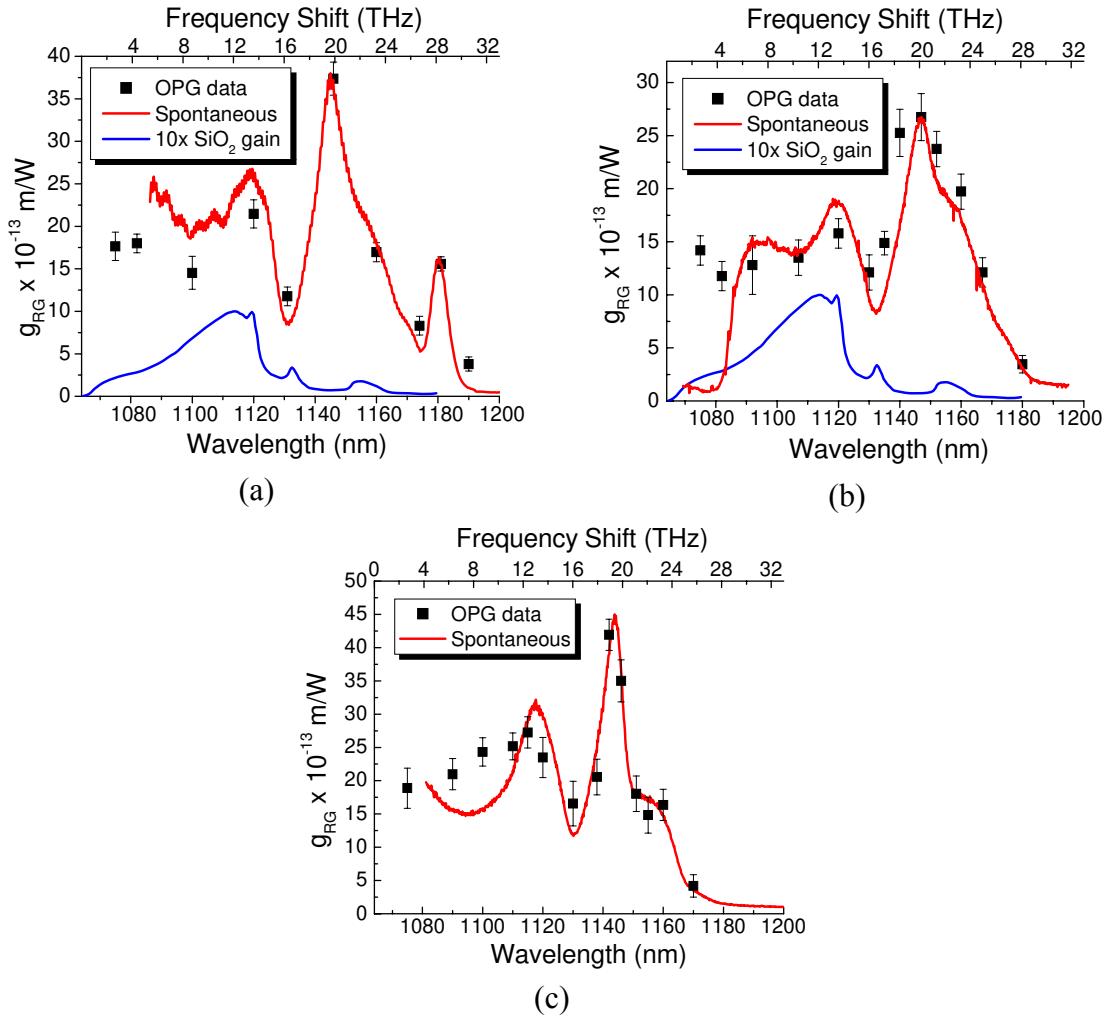 Frequency Shift (THz)
4 8 12 16 20 24 28 32
40
35
30
25
20
15
10
5
0
g_RG x 10^-13 m/W
OPG data
Spontaneous
10x SiO₂ gain
1080 1100 1120 1140 1160 1180 1200
Wavelength (nm)
(a)
Frequency Shift (THz)
0 4 8 12 16 20 24 28 32
30
25
20
15
10
5
0
g_RG x 10^-13 m/W
OPG data
Spontaneous
10x SiO₂ gain
1080 1100 1120 1140 1160 1180 1200
Wavelength (nm)
(b)
Frequency Shift (THz)
0 4 8 12 16 20 24 28 32
50
45
40
35
30
25
20
15
10
5
0
g_RG x 10^-13 m/W
OPG data
Spontaneous
1080 1100 1120 1140 1160 1180 1200
Wavelength (nm)
(c)